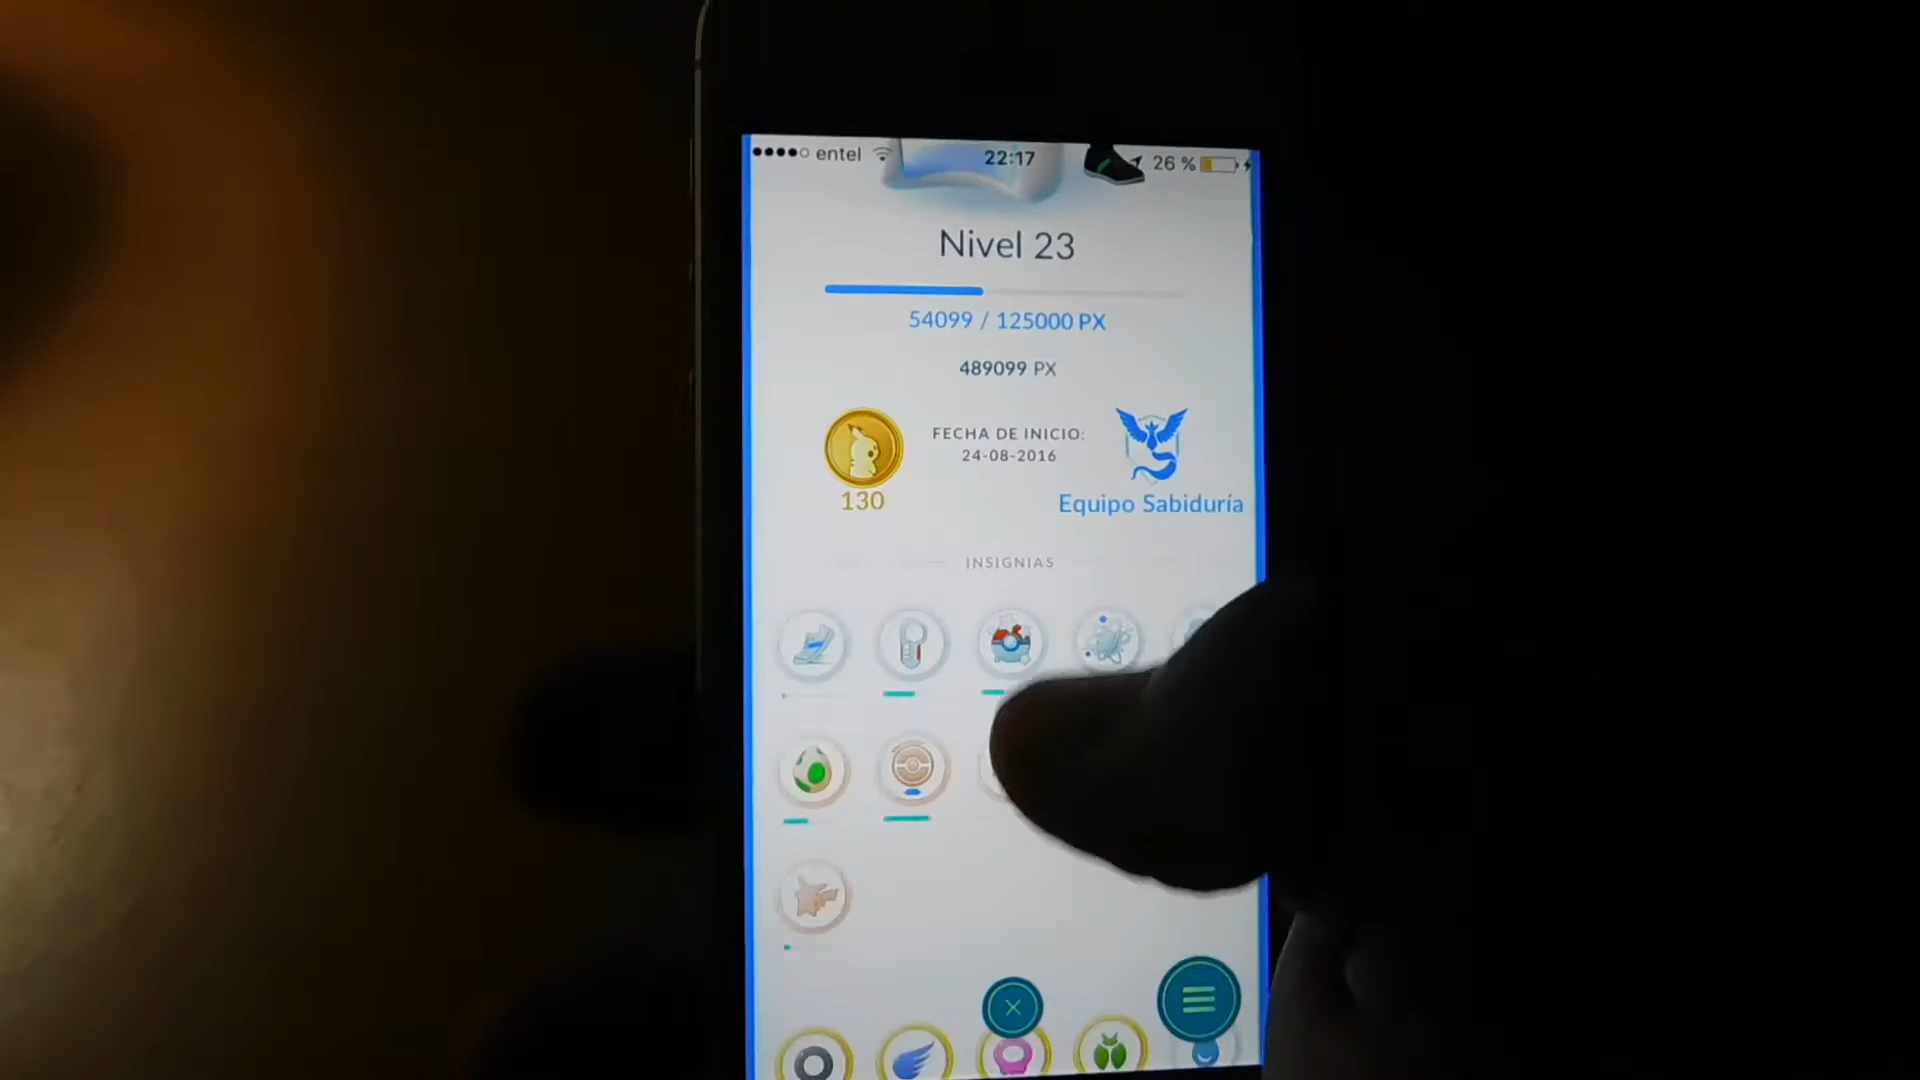 entel 22:17 26 %
Nivel 23
54099 / 125000 PX
489099 PX
FECHA DE INICIO:
24-08-2016
130
Equipo Sabiduría
INSIGNIAS